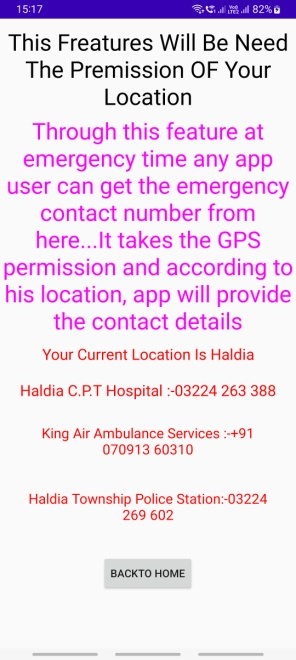 15:17
VoLTE 82%
This Freatures Will Be Need
The Premission OF Your
Location
Through this feature at
emergency time any app
user can get the emergency
contact number from
here...It takes the GPS
permission and according to
his location, app will provide
the contact details
Your Current Location Is Haldia
Haldia C.P.T Hospital :-03224 263 388
King Air Ambulance Services :-+91
070913 60310
Haldia Township Police Station:-03224
269 602
BACKTO HOME